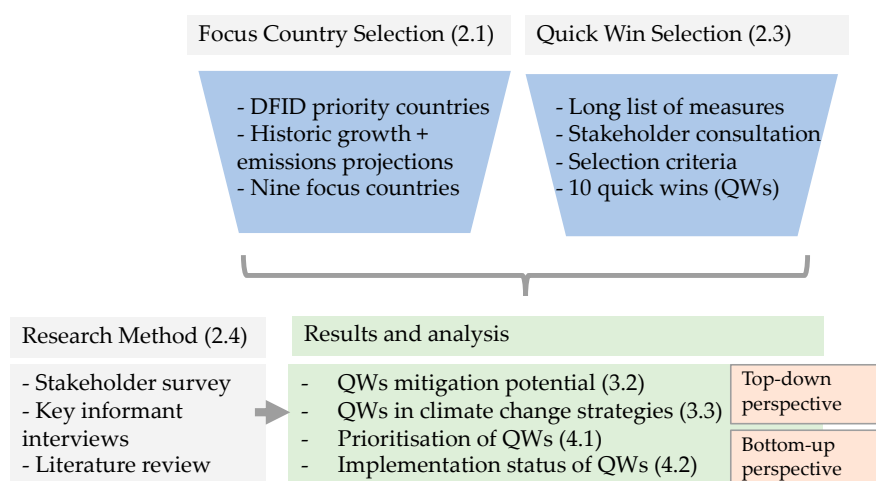 Focus Country Selection (2.1)
Quick Win Selection (2.3)
- DFID priority countries
- Historic growth +
emissions projections
- Nine focus countries
- Long list of measures
- Stakeholder consultation
- Selection criteria
- 10 quick wins (QWs)
Research Method (2.4)
- Stakeholder survey
- Key informant
interviews
- Literature review
Results and analysis
- QWs mitigation potential (3.2)
- QWs in climate change strategies (3.3)
- Prioritisation of QWs (4.1)
- Implementation status of QWs (4.2)
Top-down
perspective
Bottom-up
perspective